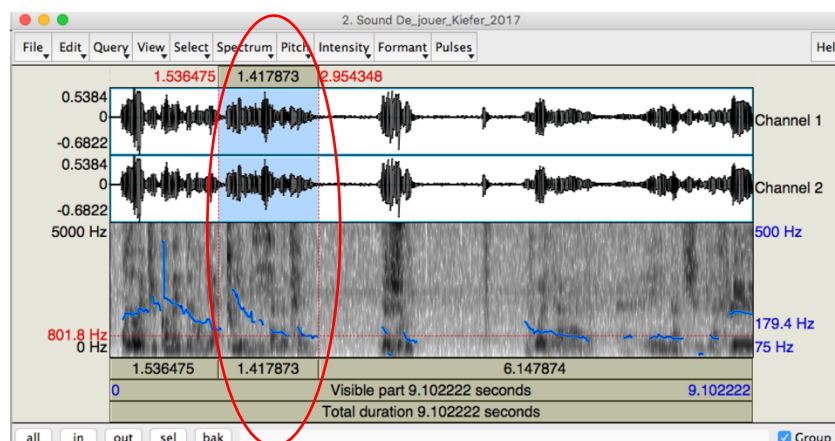 2. Sound De_jouer_Kiefer_2017
File Edit Query View Select Spectrum Pitch Intensity Formant Pulses Hel
1.536475 1.417873 2.954348
0.5384
0
-0.6822
Channel 1
0.5384
0
-0.6822
Channel 2
5000 Hz 500 Hz
179.4 Hz
801.8 Hz
0 Hz 75 Hz
1.536475 1.417873 6.147874
0 Visible part 9.102222 seconds 9.102222
Total duration 9.102222 seconds
all in out sel bak Group